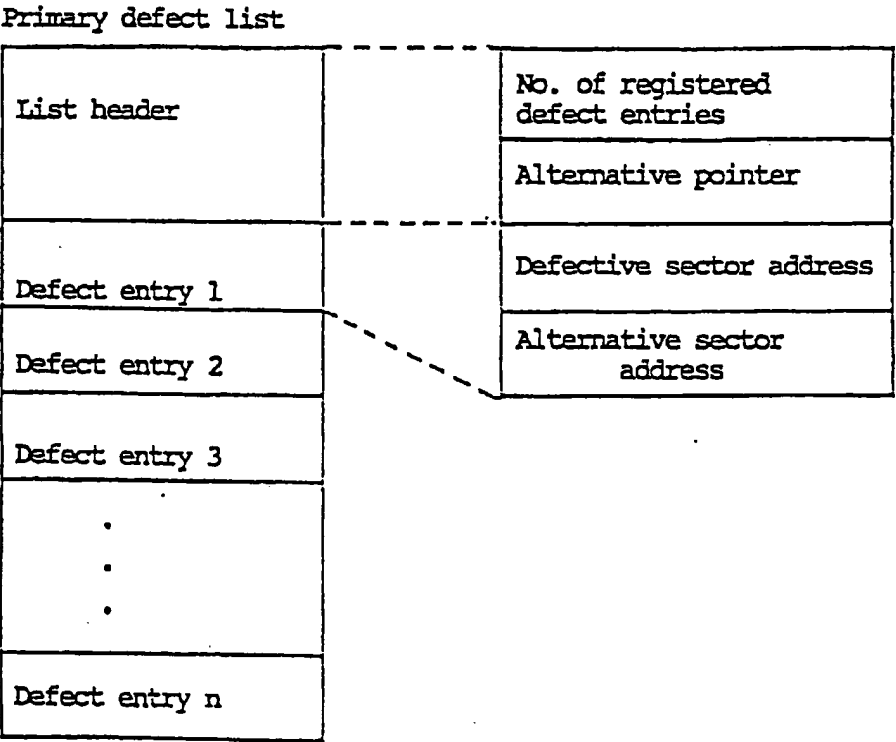 Primary defect list
List header
No. of registered
defect entries
Alternative pointer
Defect entry 1
Defective sector address
Alternative sector
address
Defect entry 2
Defect entry 3
Defect entry n